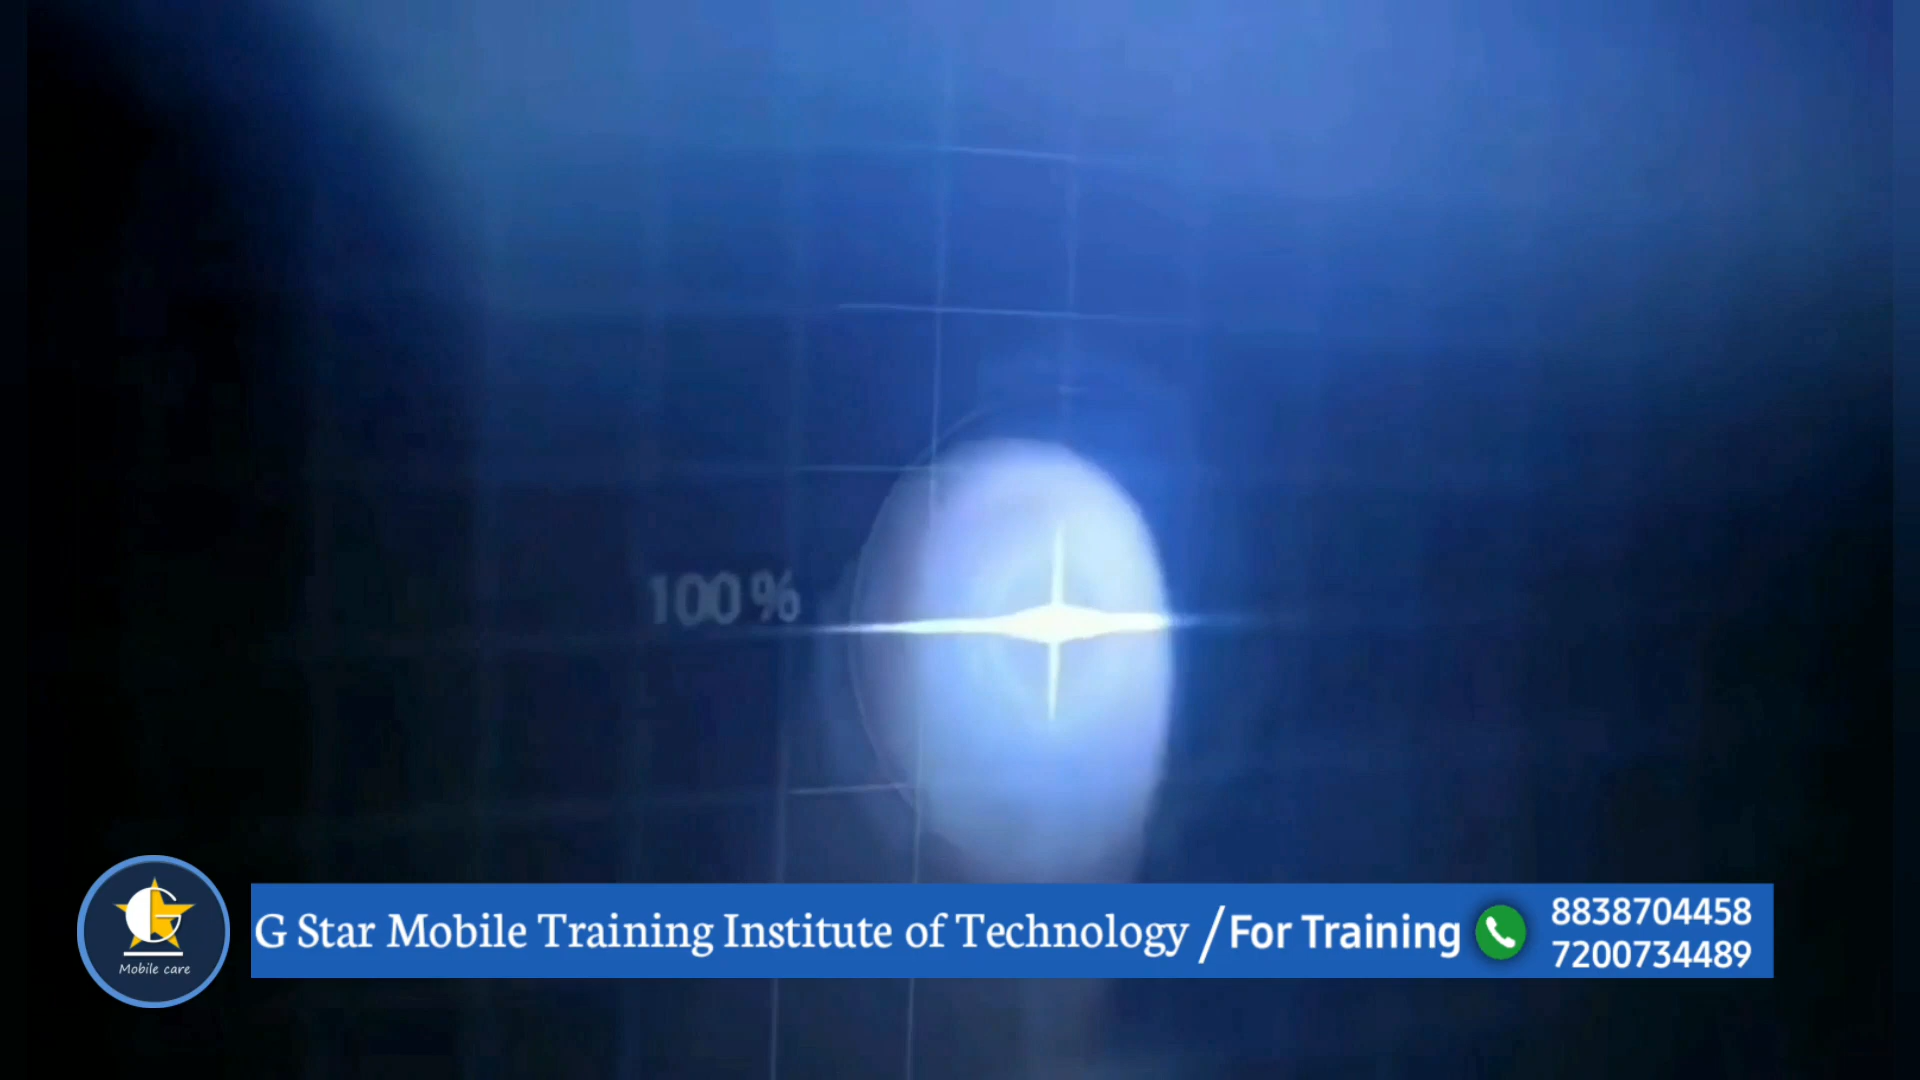 100%
G
Mobile care
G Star Mobile Training Institute of Technology /For Training
8838704458
7200734489